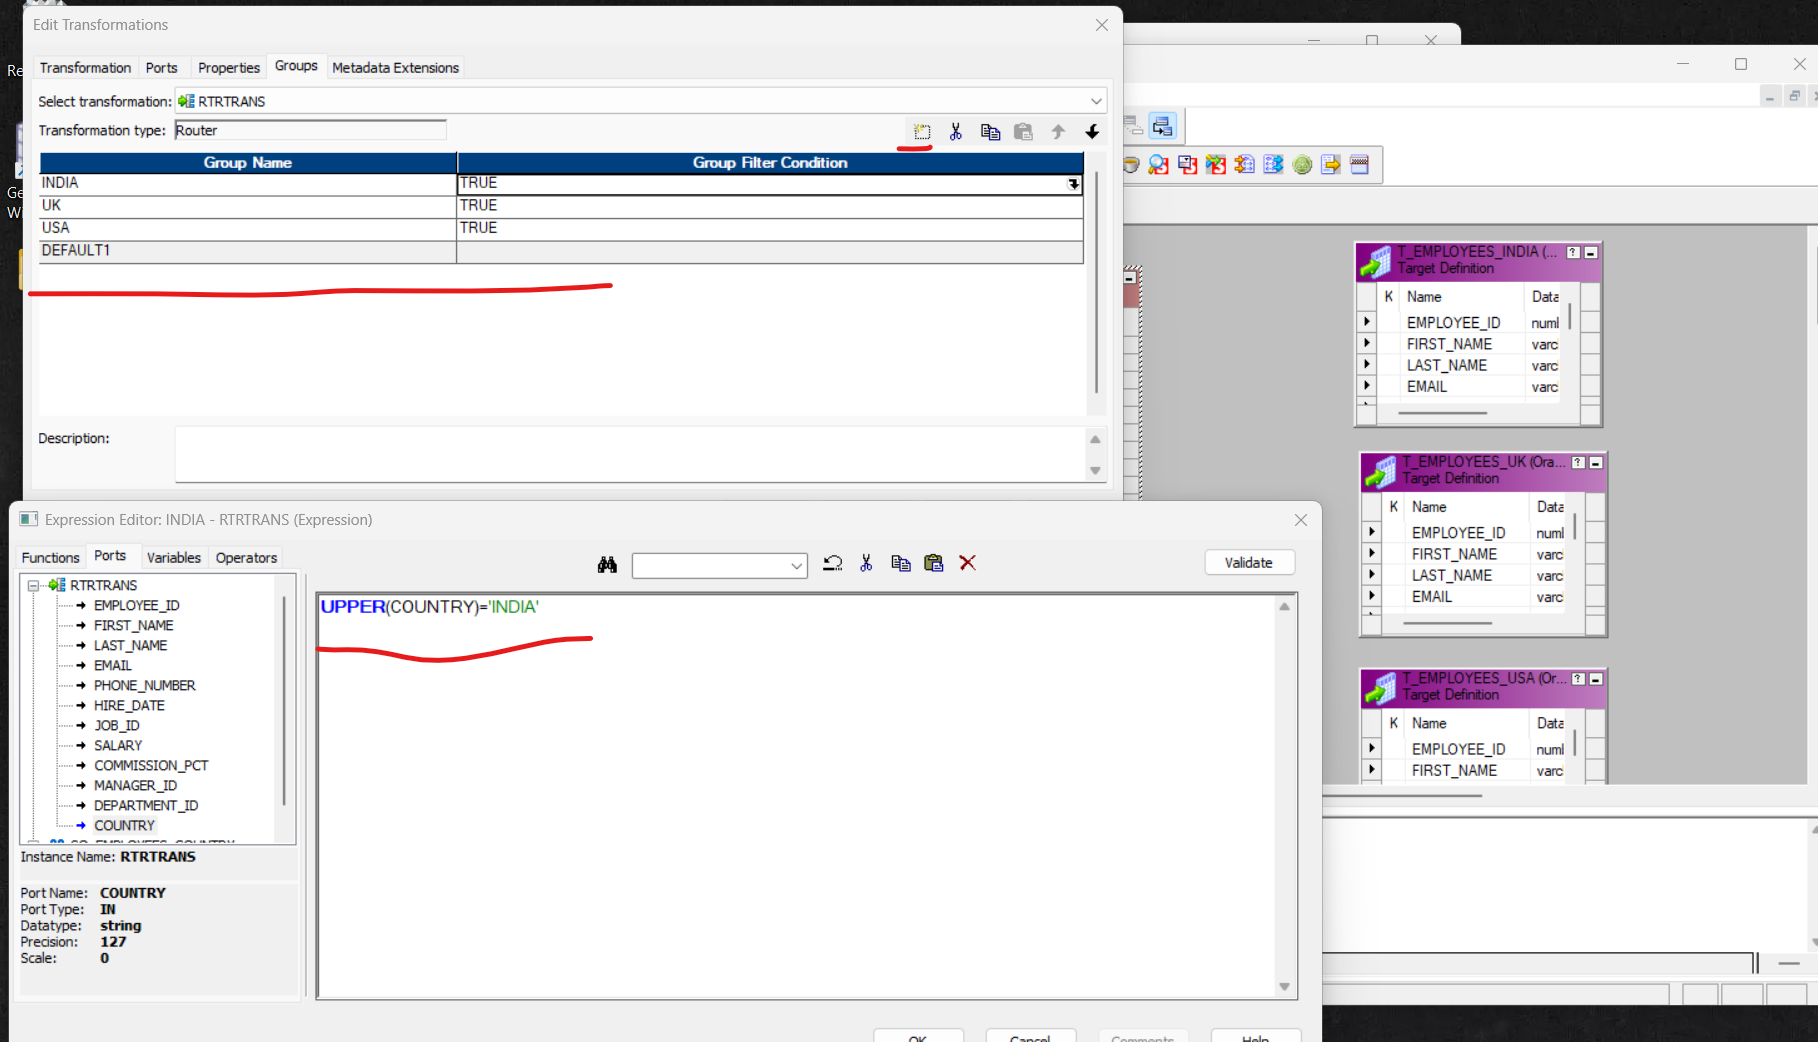 Edit Transformations
Re
Transformation Ports Properties Groups Metadata Extensions
Select transformation: RTRTRANS
Transformation type: Router
Group Name Group Filter Condition
INDIA TRUE
UK TRUE
USA TRUE
DEFAULT1
Ge
Wi
Description:
T_EMPLOYEES_INDIA (...
Target Definition
K Name Data
EMPLOYEE_ID numl
FIRST_NAME varc
LAST_NAME varc
EMAIL varc
T_EMPLOYEES_UK (Ora...
Target Definition
K Name Data
EMPLOYEE_ID numl
FIRST_NAME varc
LAST_NAME varc
EMAIL varc
T_EMPLOYEES_USA (Or...
Target Definition
K Name Data
EMPLOYEE_ID numl
FIRST_NAME varc
Expression Editor: INDIA - RTRTRANS (Expression)
Functions Ports Variables Operators
Validate
RTRTRANS
EMPLOYEE_ID
FIRST_NAME
LAST_NAME
EMAIL
PHONE_NUMBER
HIRE_DATE
JOB_ID
SALARY
COMMISSION_PCT
MANAGER_ID
DEPARTMENT_ID
COUNTRY
SQ_EMPLOYEES_COUNTRY
UPPER(COUNTRY)='INDIA'
Instance Name: RTRTRANS
Port Name: COUNTRY
Port Type: IN
Datatype: string
Precision: 127
Scale: 0
OK Cancel Comments Help